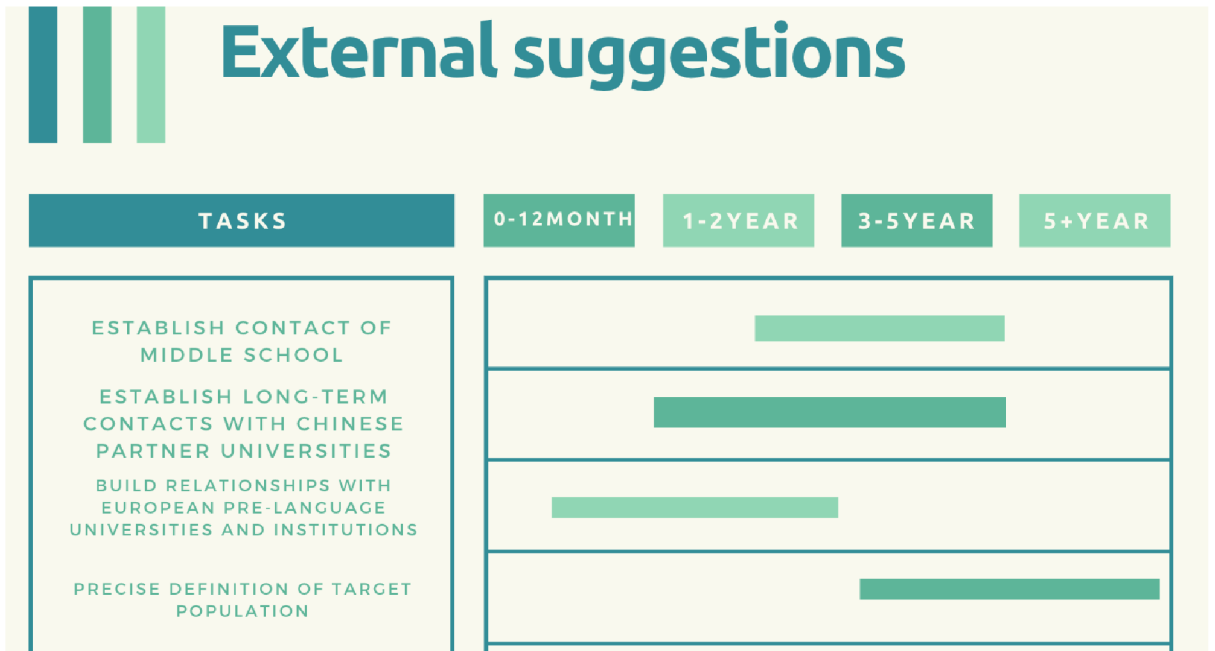 External suggestions
TASKS
0-12MONTH
1-2YEAR
3-5YEAR
5+YEAR
ESTABLISH CONTACT OF
MIDDLE SCHOOL
ESTABLISH LONG-TERM
CONTACTS WITH CHINESE
PARTNER UNIVERSITIES
BUILD RELATIONSHIPS WITH
EUROPEAN PRE-LANGUAGE
UNIVERSITIES AND INSTITUTIONS
PRECISE DEFINITION OF TARGET
POPULATION